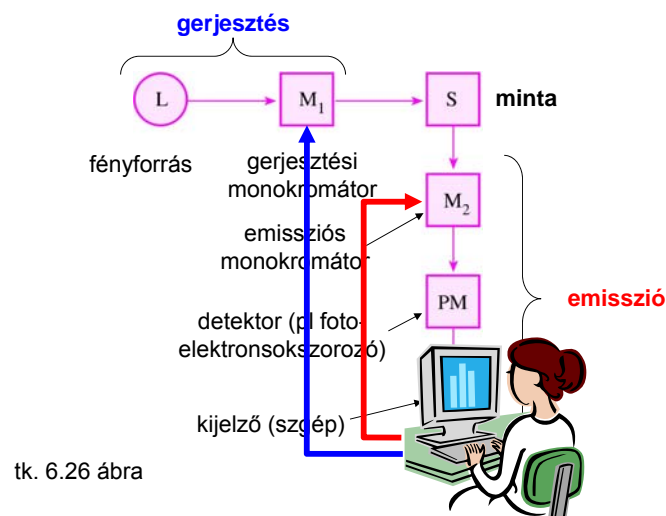 gerjesztés
L
M1
S
minta
fényforrás
gerjesztési
monokromátor
M2
emissziós
monokromátor
PM
emisszió
detektor (pl foto-
elektronsokszorozó)
kijelző (szgép)
tk. 6.26 ábra